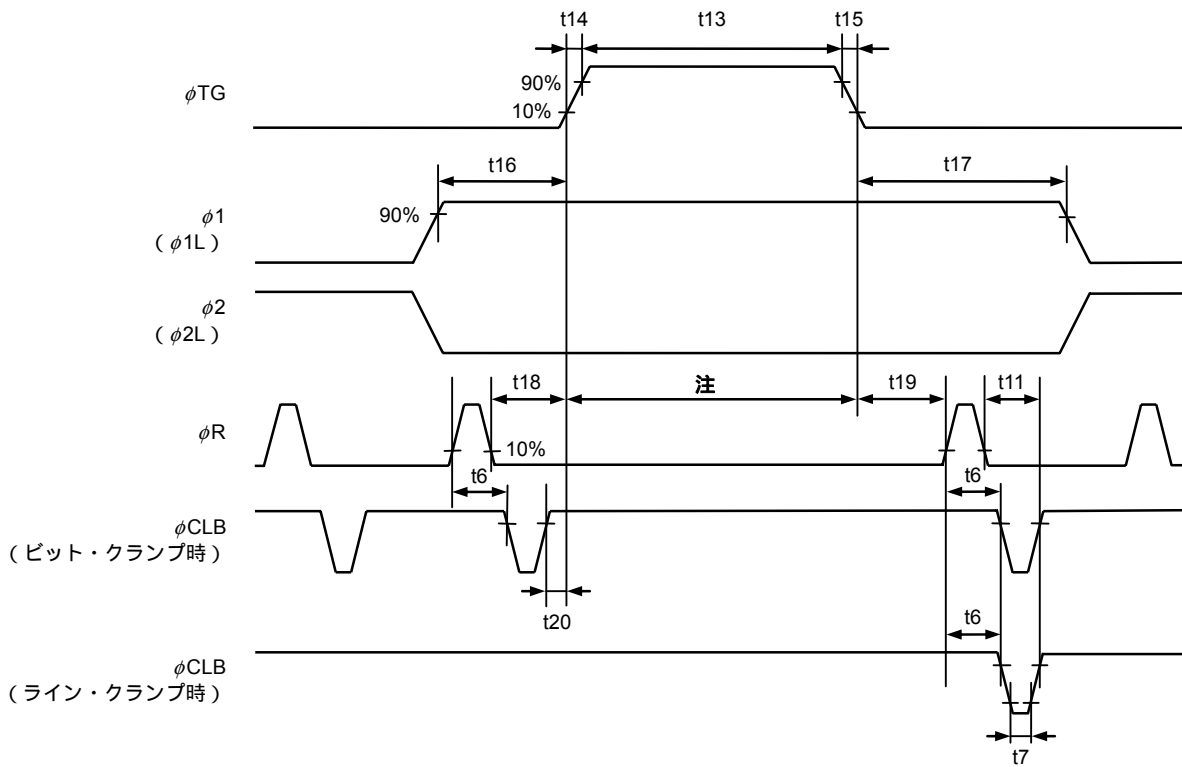 t14 t13 t15
90%
φTG
10%
t16 t17
φ1 90%
(φ1L)
φ2
(φ2L)
t18 注 t19 t11
φR
10%
t6 t6
φCLB
(ビット・クランプ時)
t20 t6
φCLB
(ライン・クランプ時)
t7